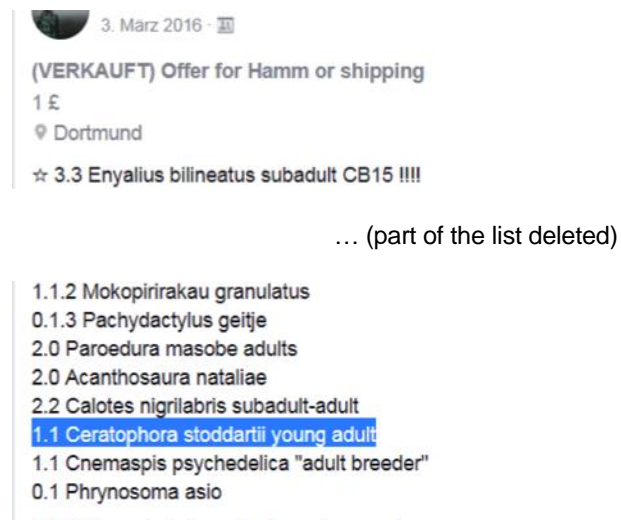 3. März 2016 ·
(VERKAUFT) Offer for Hamm or shipping
1 £
Dortmund
☆ 3.3 Enyalius bilineatus subadult CB15 !!!!
… (part of the list deleted)
1.1.2 Mokopirirakau granulatus
0.1.3 Pachydactylus geitje
2.0 Paroedura masobe adults
2.0 Acanthosaura nataliae
2.2 Calotes nigrilabris subadult-adult
1.1 Ceratophora stoddartii young adult
1.1 Cnemaspis psychedelica "adult breeder"
0.1 Phrynosoma asio